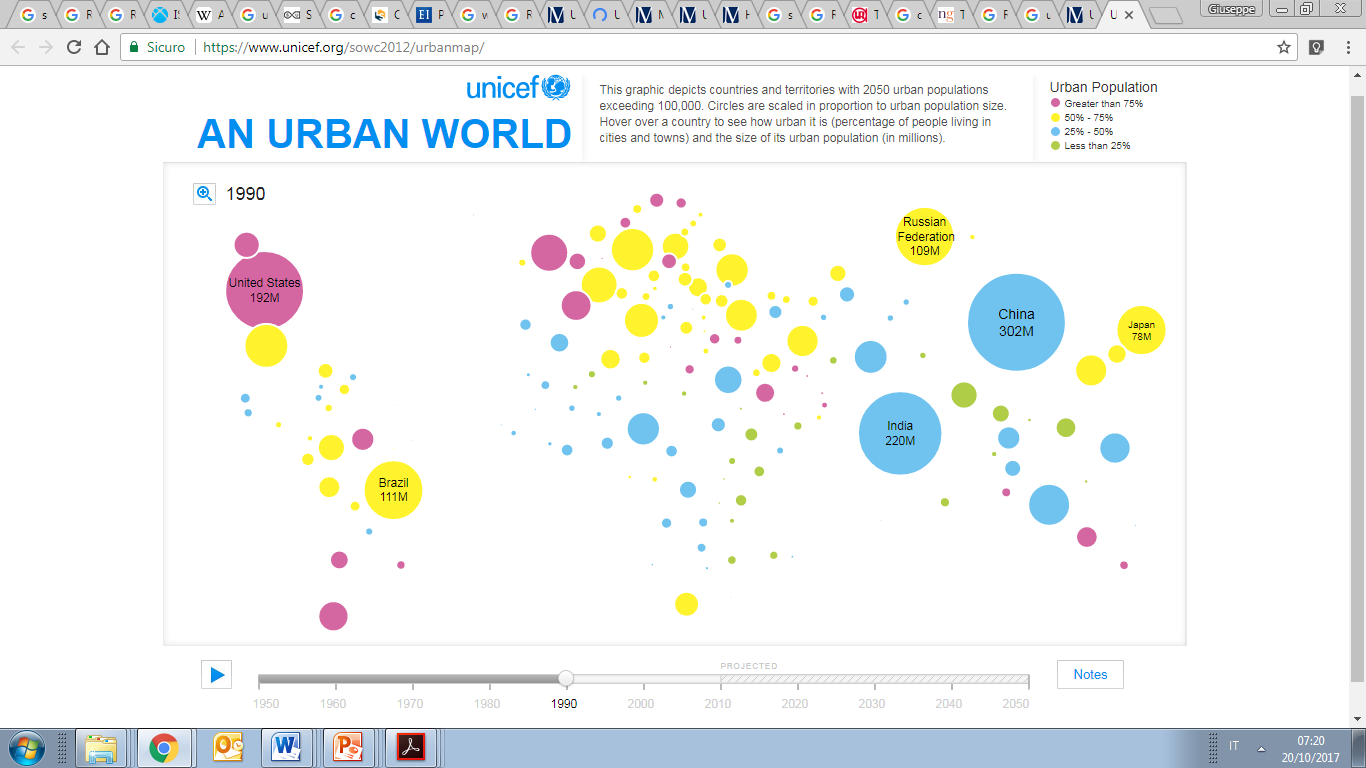 Giuseppe
Sicuro
https://www.unicef.org/sowc2012/urbanmap/
unicef
AN URBAN WORLD
This graphic depicts countries and territories with 2050 urban populations
exceeding 100,000. Circles are scaled in proportion to urban population size.
Hover over a country to see how urban it is (percentage of people living in
cities and towns) and the size of its urban population (in millions).
Urban Population
Greater than 75%
50% - 75%
25% - 50%
Less than 25%
1990
United States
192M
Russian
Federation
109M
China
302M
Japan
78M
India
220M
Brazil
111M
PROJECTED
1950 1960 1970 1980 1990 2000 2010 2020 2030 2040 2050
Notes
IT
07:20
20/10/2017